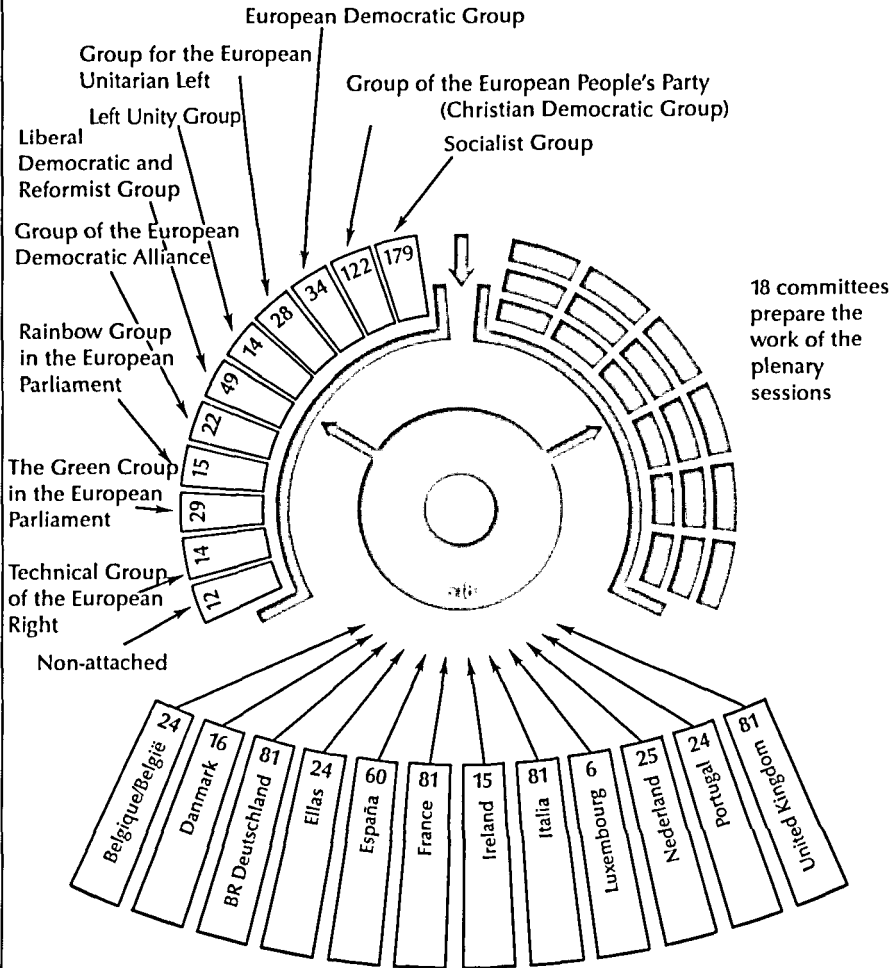 European Democratic Group
Group for the European
Unitarian Left
Group of the European People's Party
(Christian Democratic Group)
Left Unity Group
Socialist Group
Liberal
Democratic and
Reformist Group
Group of the European
Democratic Alliance
Rainbow Group
in the European
Parliament
The Green Croup
in the European
Parliament
Technical Group
of the European
Right
Non-attached
179
122
34
28
14
49
22
15
29
14
12
18 committees
prepare the
work of the
plenary
sessions
24 Belgique/België
16 Danmark
81 BR Deutschland
24 Ellas
60 España
81 France
15 Ireland
81 Italia
6 Luxembourg
25 Nederland
24 Portugal
81 United Kingdom